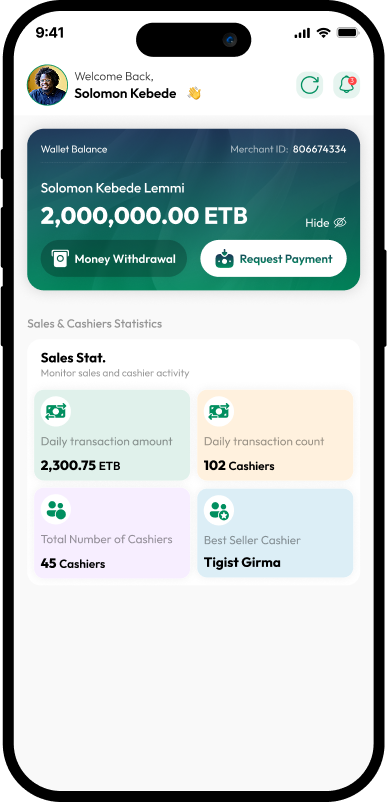 9:41
Welcome Back,
Solomon Kebede 👋
3
Wallet Balance
Merchant ID: 806674334
Solomon Kebede Lemmi
2,000,000.00 ETB
Hide
Money Withdrawal
Request Payment
Sales & Cashiers Statistics
Sales Stat.
Monitor sales and cashier activity
Daily transaction amount
2,300.75 ETB
Daily transaction count
102 Cashiers
Total Number of Cashiers
45 Cashiers
Best Seller Cashier
Tigist Girma